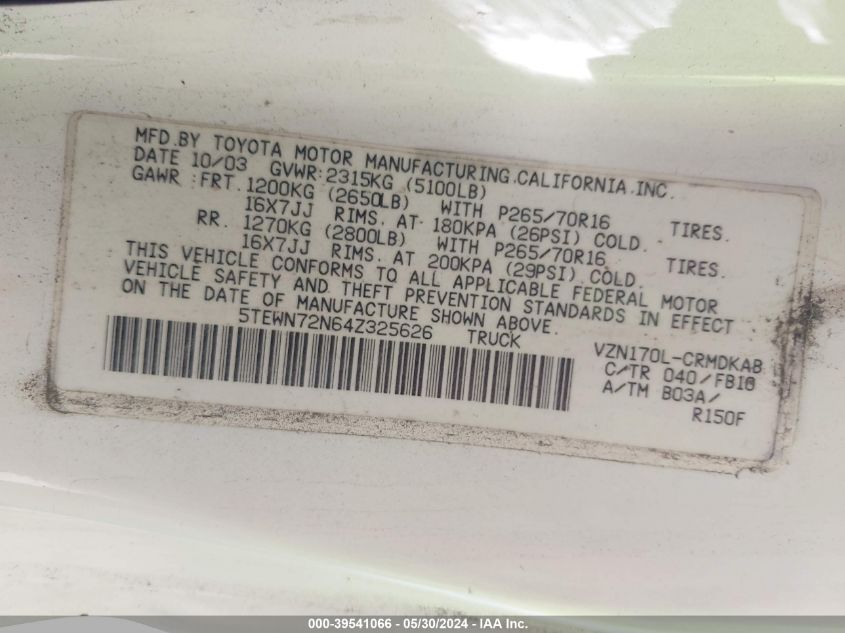 MFD.BY TOYOTA MOTOR MANUFACTURING.CALIFORNIA.INC.
DATE 10/03 GVWR:2315KG (5100LB)
GAWR :FRT. 1200KG (2650LB) WITH P265/70R16 TIRES.
16X7JJ RIMS. AT 180KPA (26PSI) COLD.
RR. 1270KG (2800LB) WITH P265/70R16 TIRES.
16X7JJ RIMS. AT 200KPA (29PSI) COLD.
THIS VEHICLE CONFORMS TO ALL APPLICABLE FEDERAL MOTOR
VEHICLE SAFETY AND THEFT PREVENTION STANDARDS IN EFFECT
ON THE DATE OF MANUFACTURE SHOWN ABOVE.
5TEWN72N64Z325626 TRUCK
VZN170L-CRMDKAB
C/TR 040/FB10
A/TM B03A/
R150F
000-39541066 - 05/30/2024 - IAA Inc.